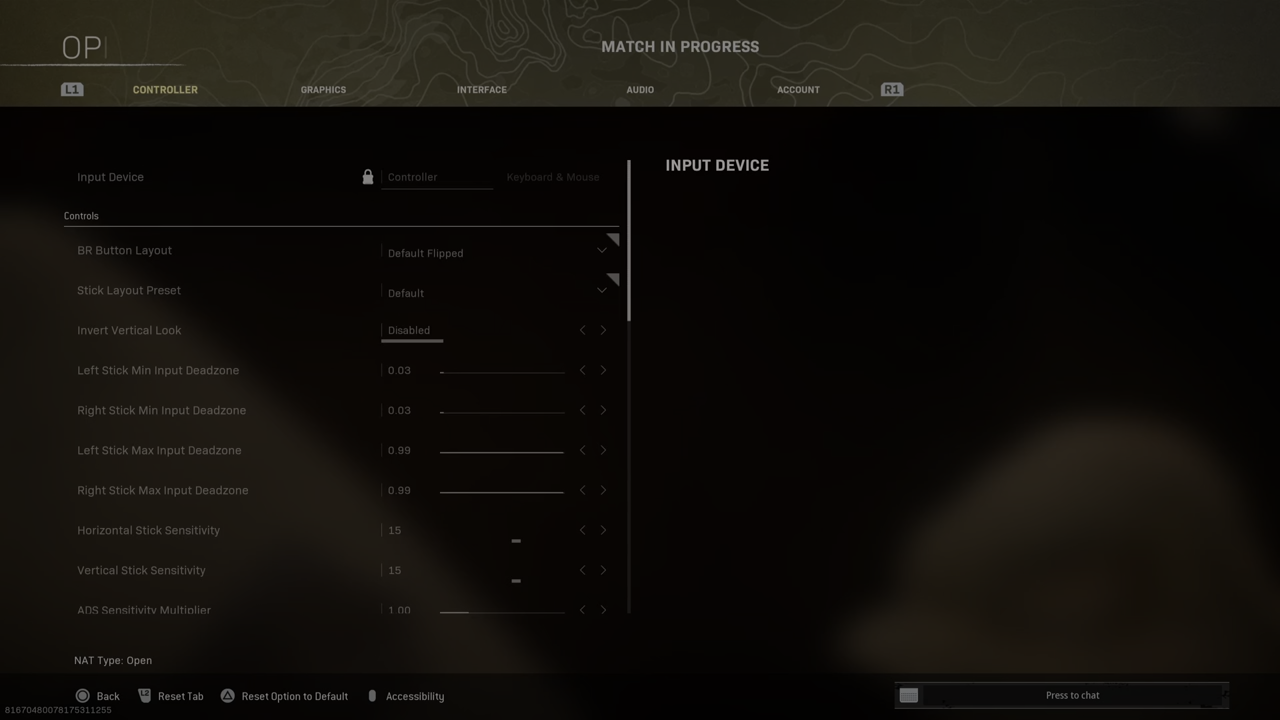 OP
MATCH IN PROGRESS
L1 CONTROLLER GRAPHICS INTERFACE AUDIO ACCOUNT R1
Input Device Controller Keyboard & Mouse
INPUT DEVICE
Controls
BR Button Layout Default Flipped
Stick Layout Preset Default
Invert Vertical Look Disabled
Left Stick Min Input Deadzone 0.03
Right Stick Min Input Deadzone 0.03
Left Stick Max Input Deadzone 0.99
Right Stick Max Input Deadzone 0.99
Horizontal Stick Sensitivity 15
Vertical Stick Sensitivity 15
ADS Sensitivity Multiplier 1.00
NAT Type: Open
Back L2 Reset Tab Reset Option to Default Accessibility
Press to chat
81670480078175311255